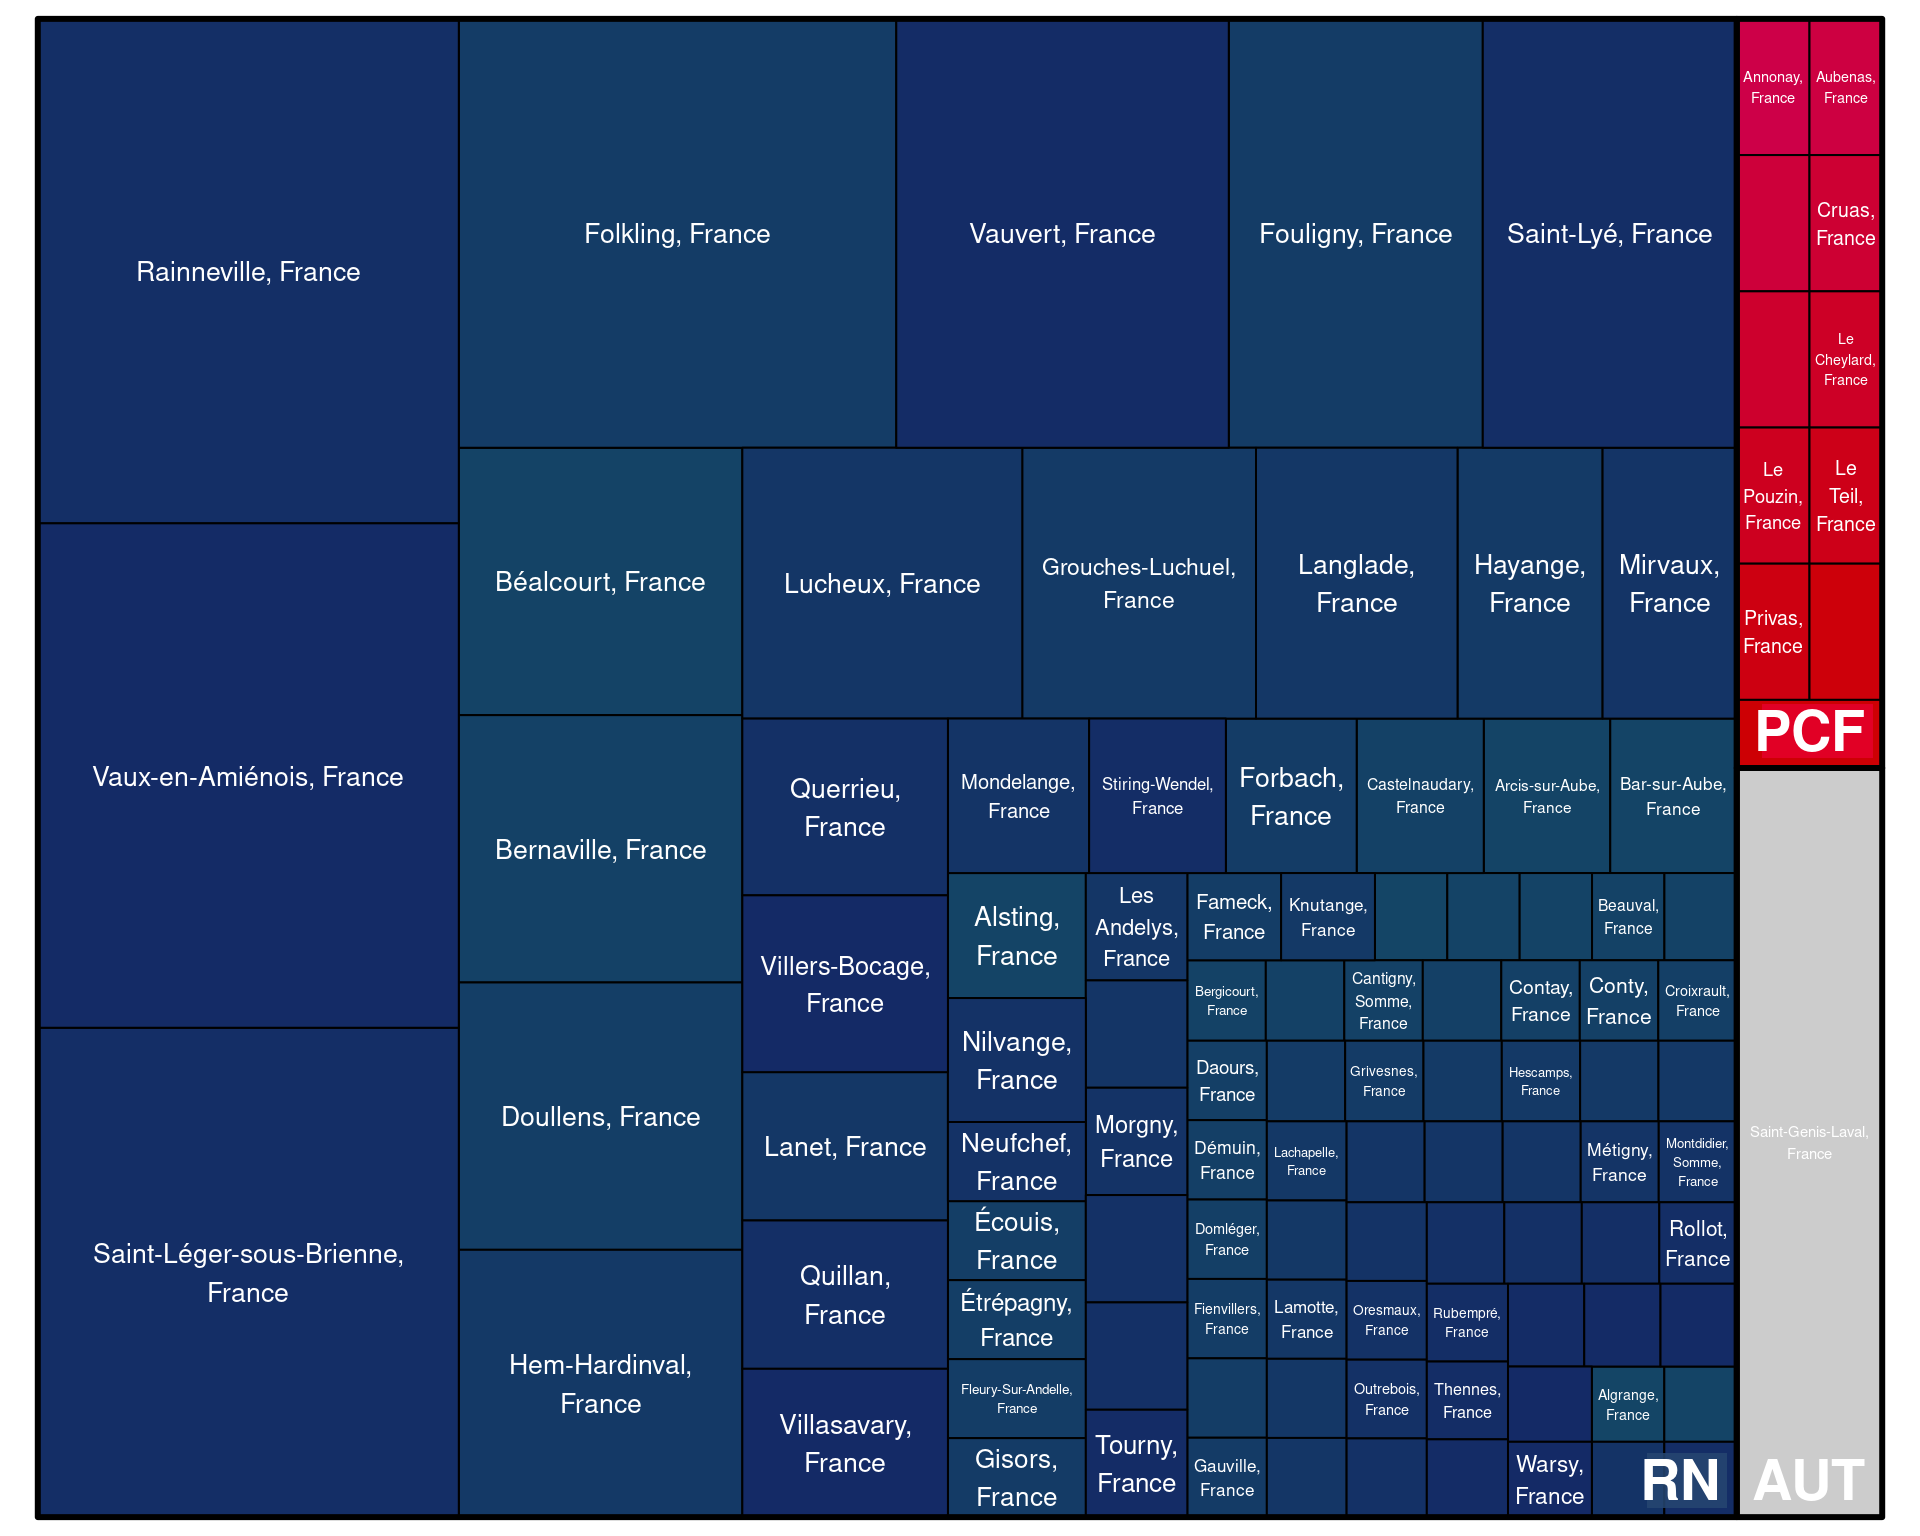 Rainneville, France
Vaux-en-Amiénois, France
Saint-Léger-sous-Brienne,
France
Folkling, France
Vauvert, France
Fouligny, France
Saint-Lyé, France
Béalcourt, France
Bernaville, France
Doullens, France
Hem-Hardinval,
France
Lucheux, France
Grouches-Luchuel,
France
Langlade,
France
Hayange,
France
Mirvaux,
France
Querrieu,
France
Villers-Bocage,
France
Lanet, France
Quillan,
France
Villasavary,
France
Mondelange,
France
Stiring-Wendel,
France
Forbach,
France
Castelnaudary,
France
Arcis-sur-Aube,
France
Bar-sur-Aube,
France
Alsting,
France
Nilvange,
France
Neufchef,
France
Écouis,
France
Étrépagny,
France
Fleury-Sur-Andelle,
France
Gisors,
France
Les
Andelys,
France
Morgny,
France
Tourny,
France
Fameck,
France
Knutange,
France
Beauval,
France
Bergicourt,
France
Cantigny,
Somme,
France
Contay,
France
Conty,
France
Croixrault,
France
Daours,
France
Grivesnes,
France
Hescamps,
France
Démuin,
France
Lachapelle,
France
Métigny,
France
Montdidier,
Somme,
France
Domléger,
France
Rollot,
France
Fienvillers,
France
Lamotte,
France
Oresmaux,
France
Rubempré,
France
Outrebois,
France
Thennes,
France
Algrange,
France
Gauville,
France
Warsy,
France
RN
Annonay,
France
Aubenas,
France
Cruas,
France
Le
Cheylard,
France
Le
Pouzin,
France
Le
Teil,
France
Privas,
France
PCF
Saint-Genis-Laval,
France
AUT